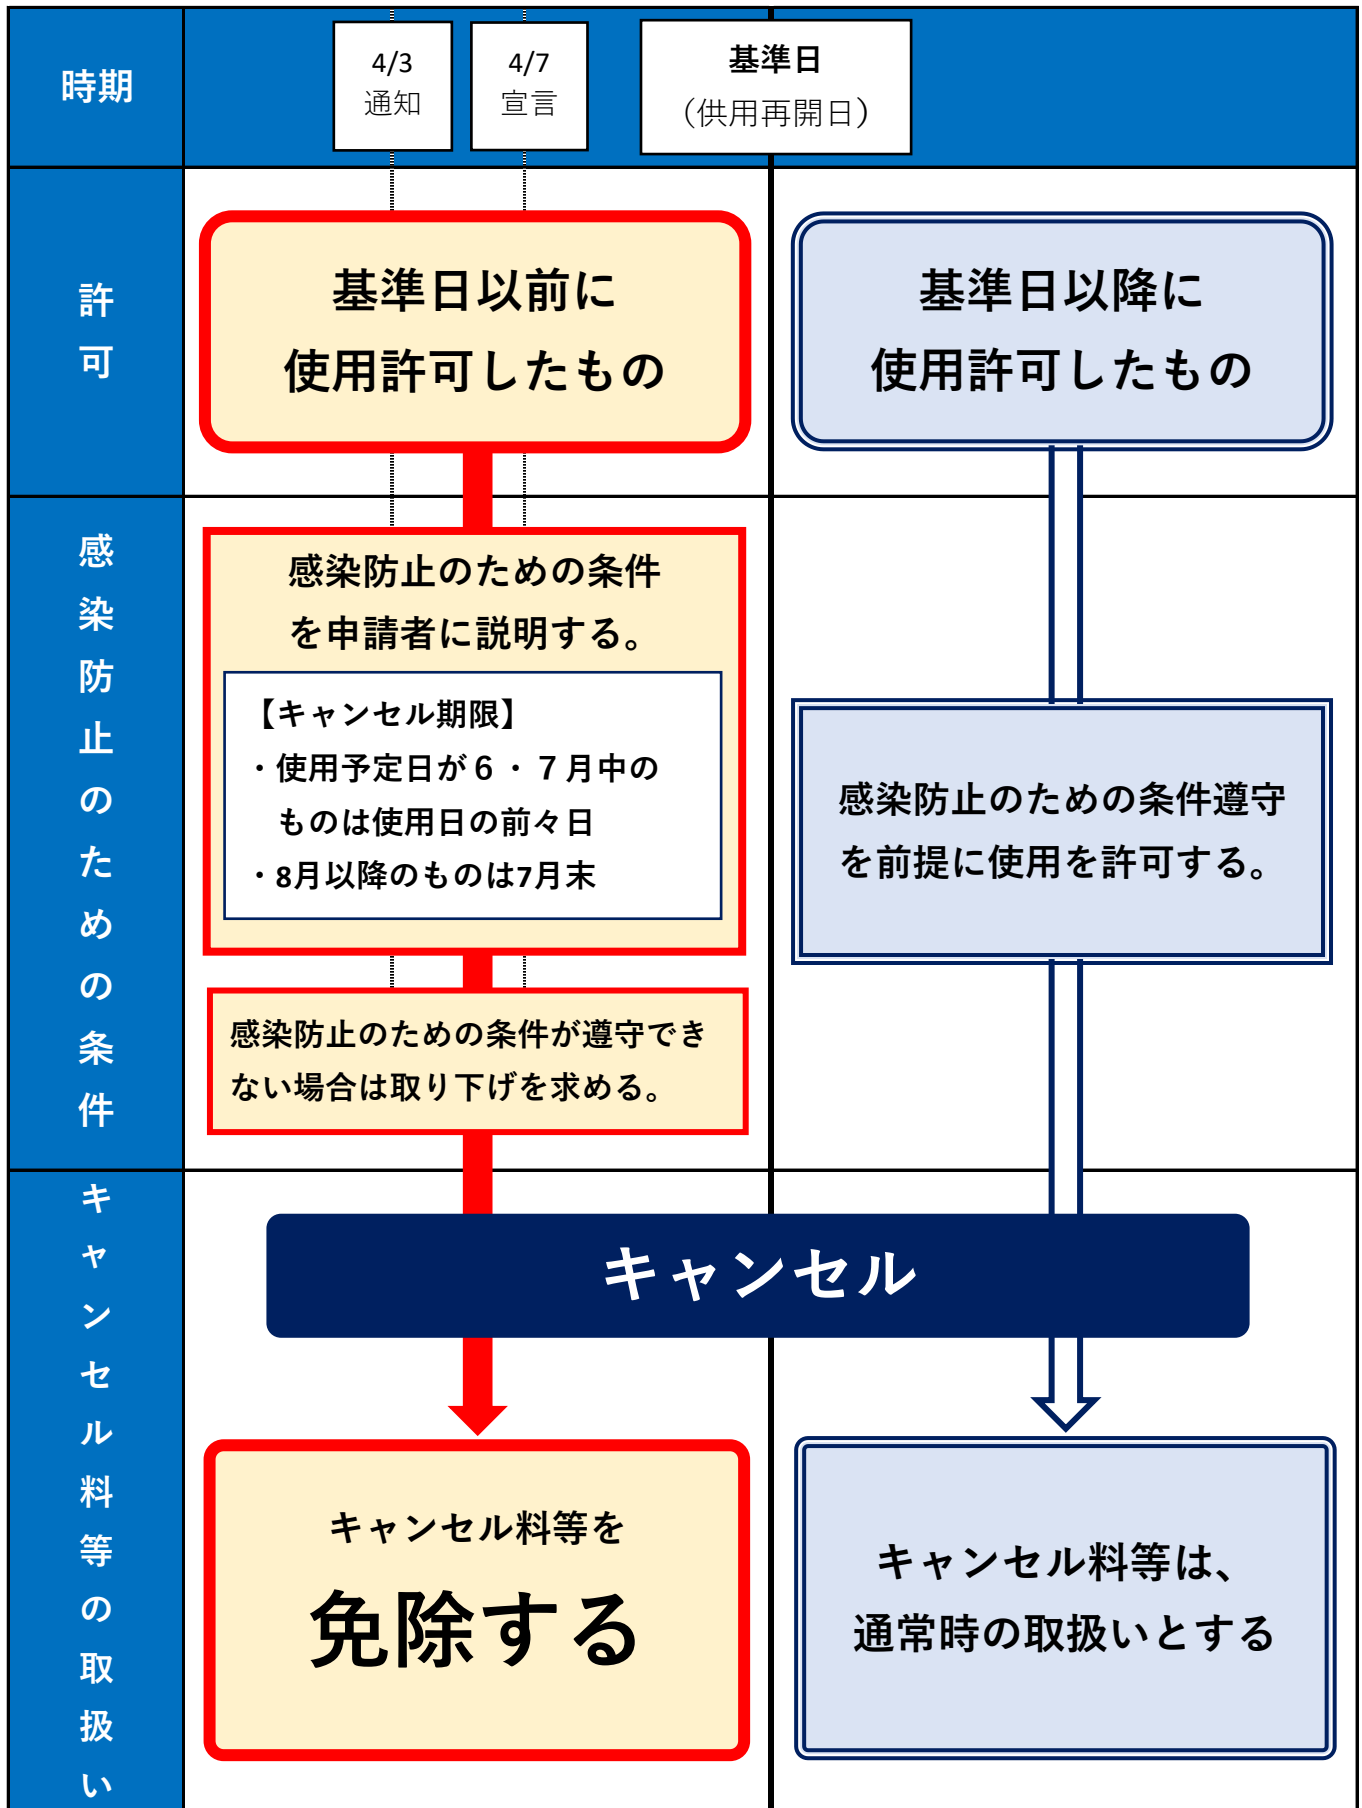 時期
4/3
通知
4/7
宣言
基準日
（供用再開日）
許可
基準日以前に
使用許可したもの
基準日以降に
使用許可したもの
感染防止のための条件
感染防止のための条件
を申請者に説明する。
【キャンセル期限】
・使用予定日が６・７月中の
ものは使用日の前々日
・8月以降のものは7月末
感染防止のための条件遵守
を前提に使用を許可する。
感染防止のための条件が遵守でき
ない場合は取り下げを求める。
キャンセル料等の取扱い
キャンセル
キャンセル料等を
免除する
キャンセル料等は、
通常時の取扱いとする